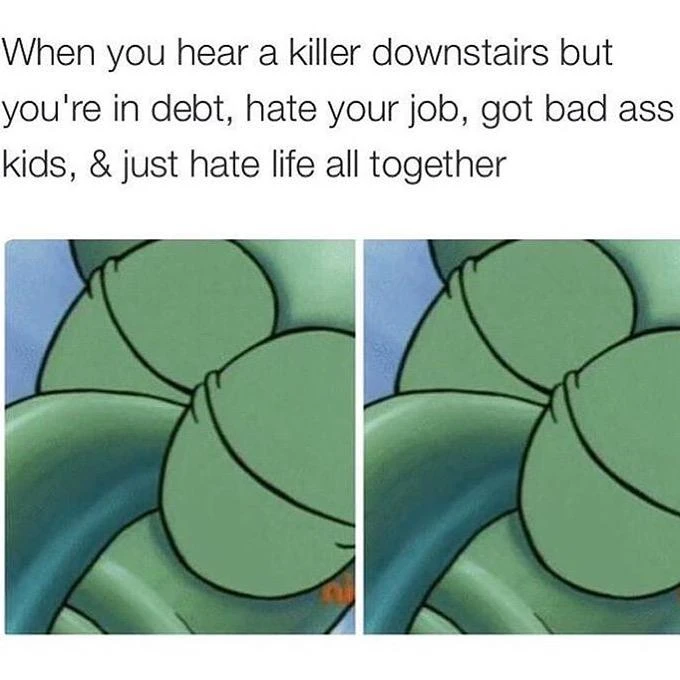 When you hear a killer downstairs but
you're in debt, hate your job, got bad ass
kids, & just hate life all together